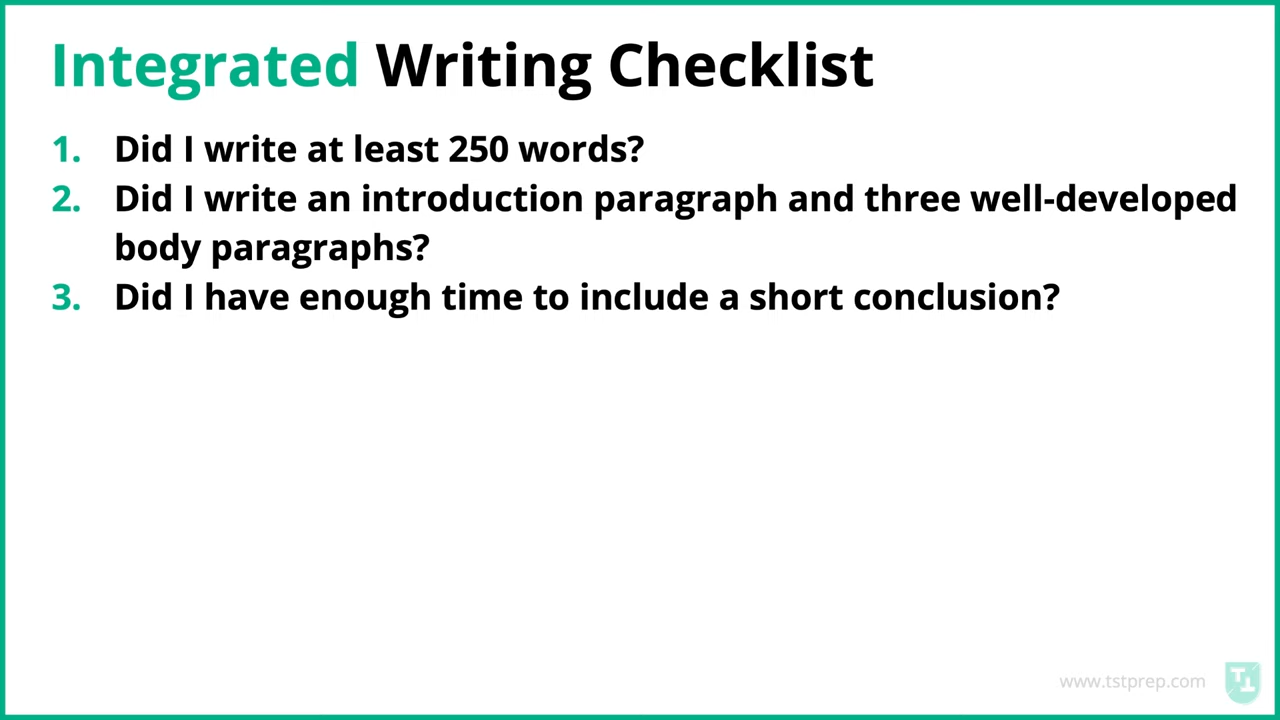 Integrated Writing Checklist
1. Did I write at least 250 words?
2. Did I write an introduction paragraph and three well-developed
body paragraphs?
3. Did I have enough time to include a short conclusion?
www.tstprep.com